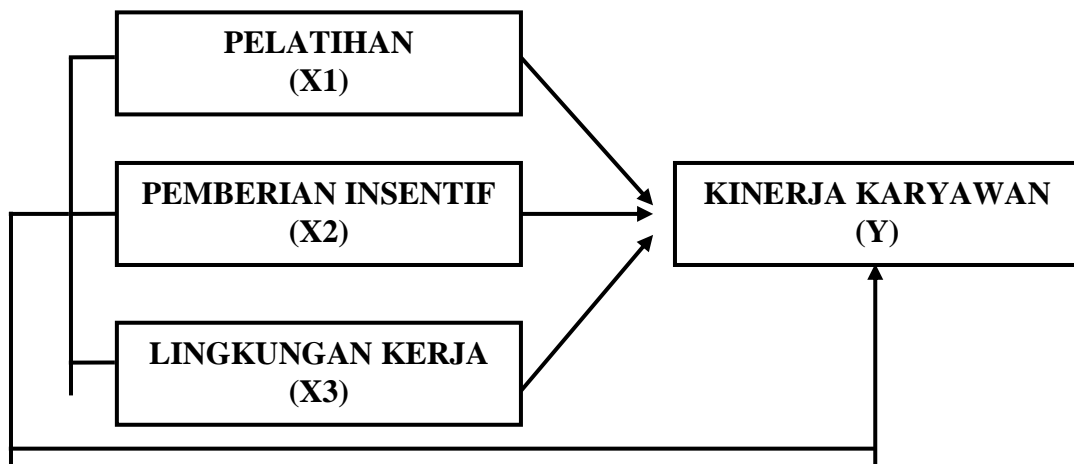 PELATIHAN
(X1)
PEMBERIAN INSENTIF
(X2)
KINERJA KARYAWAN
(Y)
LINGKUNGAN KERJA
(X3)